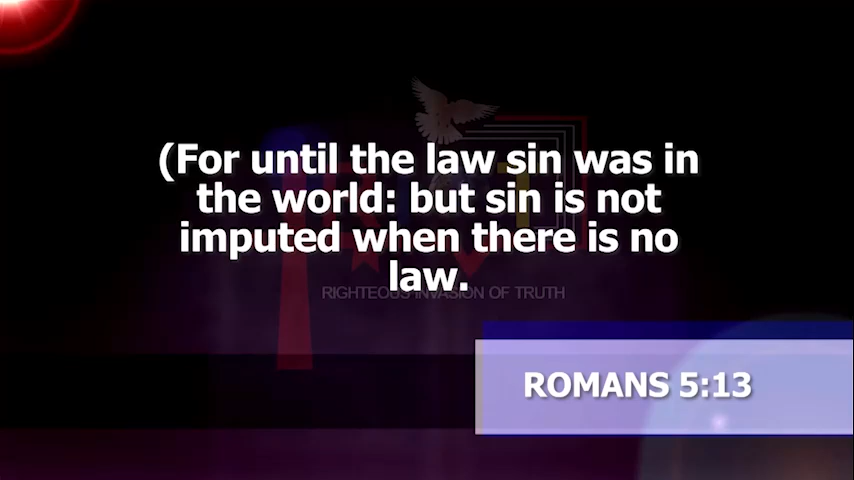 (For until the law sin was in
the world: but sin is not
imputed when there is no
law.
RIGHTEOUS INVASION OF TRUTH
ROMANS 5:13